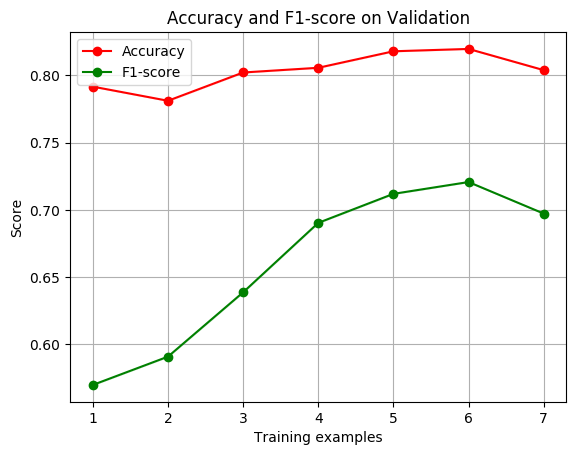 Accuracy and F1-score on Validation
Accuracy
F1-score
0.80
0.75
0.70
0.65
0.60
Score
1 2 3 4 5 6 7
Training examples